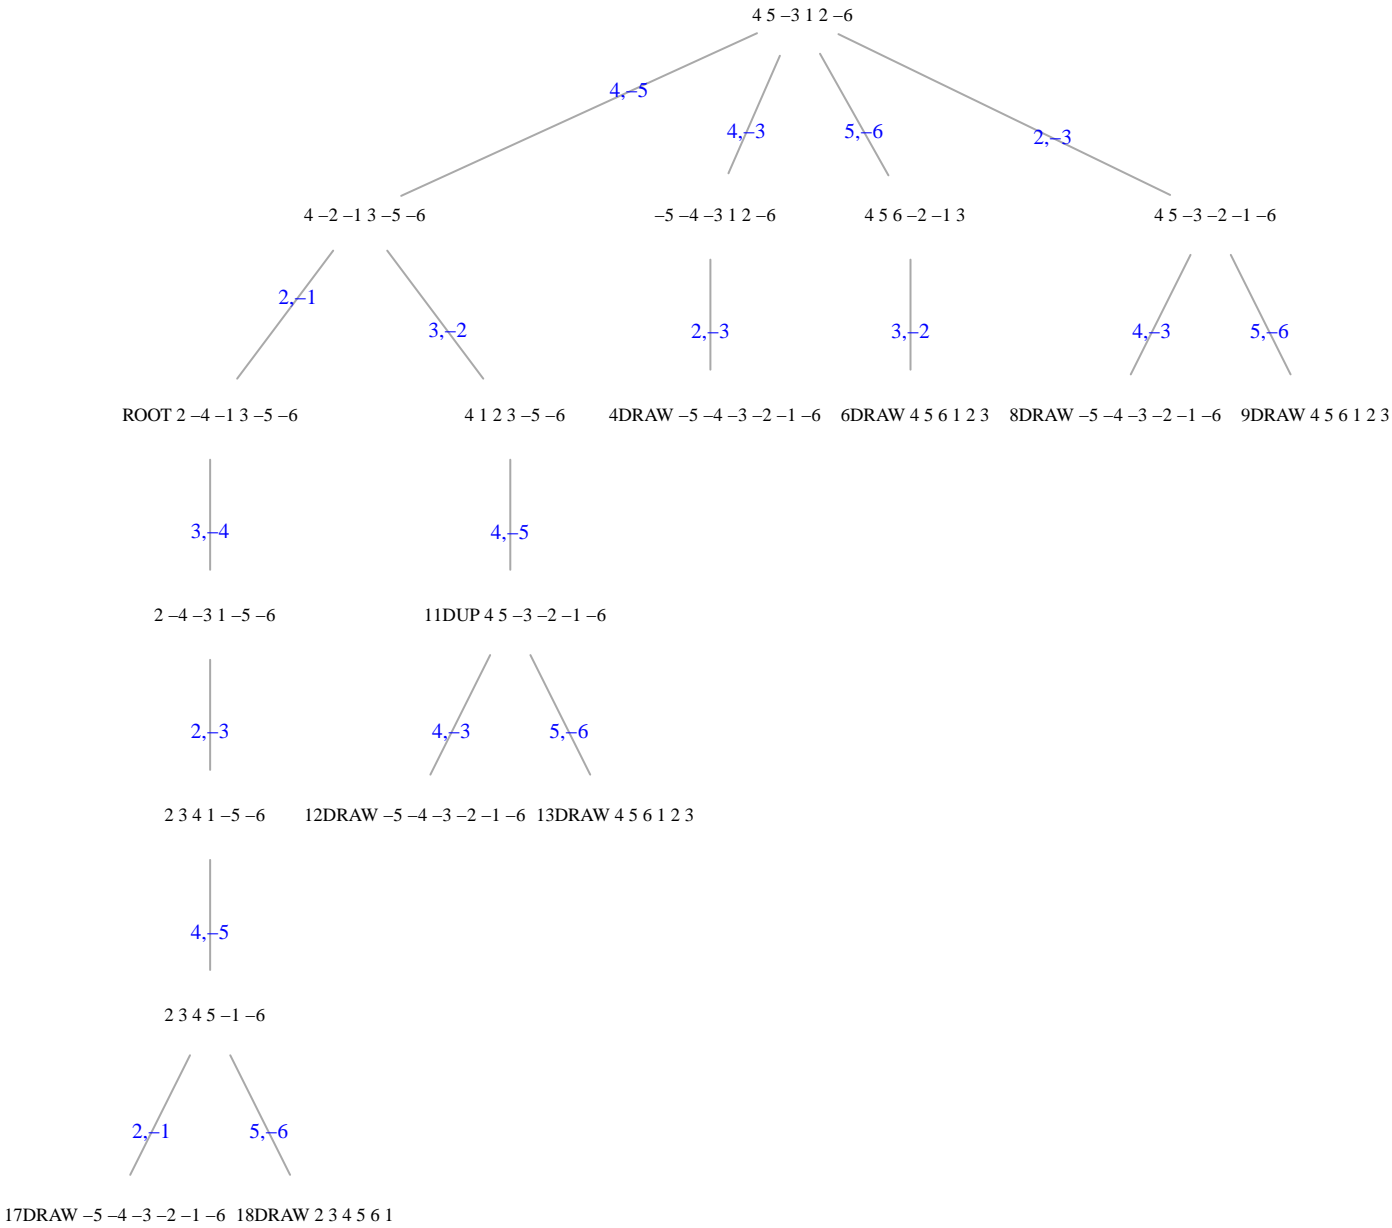 4 5 –3 1 2 –6
4,–5
4,–3
5,–6
2,–3
4 –2 –1 3 –5 –6
–5 –4 –3 1 2 –6
4 5 6 –2 –1 3
4 5 –3 –2 –1 –6
2,–1
3,–2
2,–3
3,–2
4,–3
5,–6
ROOT 2 –4 –1 3 –5 –6
4 1 2 3 –5 –6
4DRAW –5 –4 –3 –2 –1 –6
6DRAW 4 5 6 1 2 3
8DRAW –5 –4 –3 –2 –1 –6
9DRAW 4 5 6 1 2 3
3,–4
4,–5
2 –4 –3 1 –5 –6
11DUP 4 5 –3 –2 –1 –6
2,–3
4,–3
5,–6
2 3 4 1 –5 –6
12DRAW –5 –4 –3 –2 –1 –6
13DRAW 4 5 6 1 2 3
4,–5
2 3 4 5 –1 –6
2,–1
5,–6
17DRAW –5 –4 –3 –2 –1 –6
18DRAW 2 3 4 5 6 1